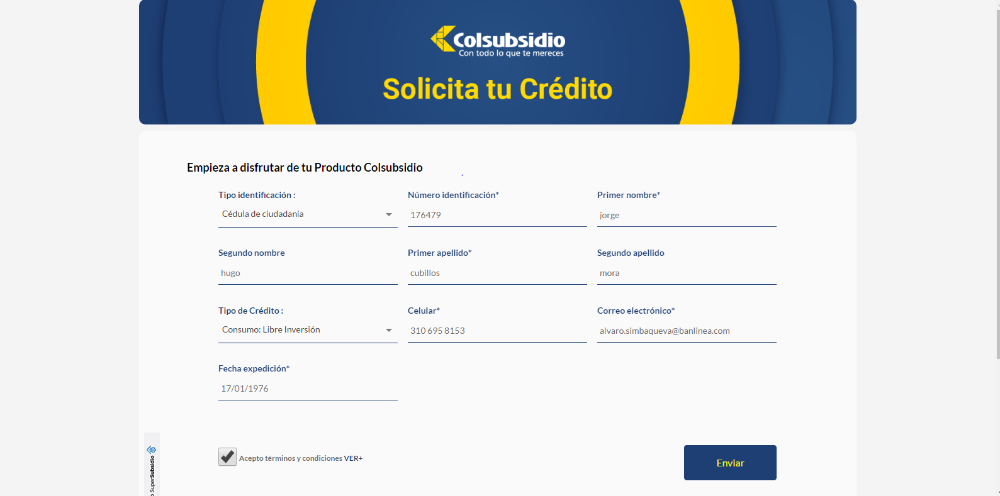 Colsubsidio
Con todo lo que te mereces
Solicita tu Crédito
Empieza a disfrutar de tu Producto Colsubsidio
Tipo identificación :
Número identificación*
Primer nombre*
Cédula de ciudadanía
176479
jorge
Segundo nombre
Primer apellido*
Segundo apellido
hugo
cubillos
mora
Tipo de Crédito :
Celular*
Correo electrónico*
Consumo: Libre Inversión
310 695 8153
alvaro.simbaqueva@banlinea.com
Fecha expedición*
17/01/1976
o SuperSubsidio
Acepto términos y condiciones VER+
Enviar